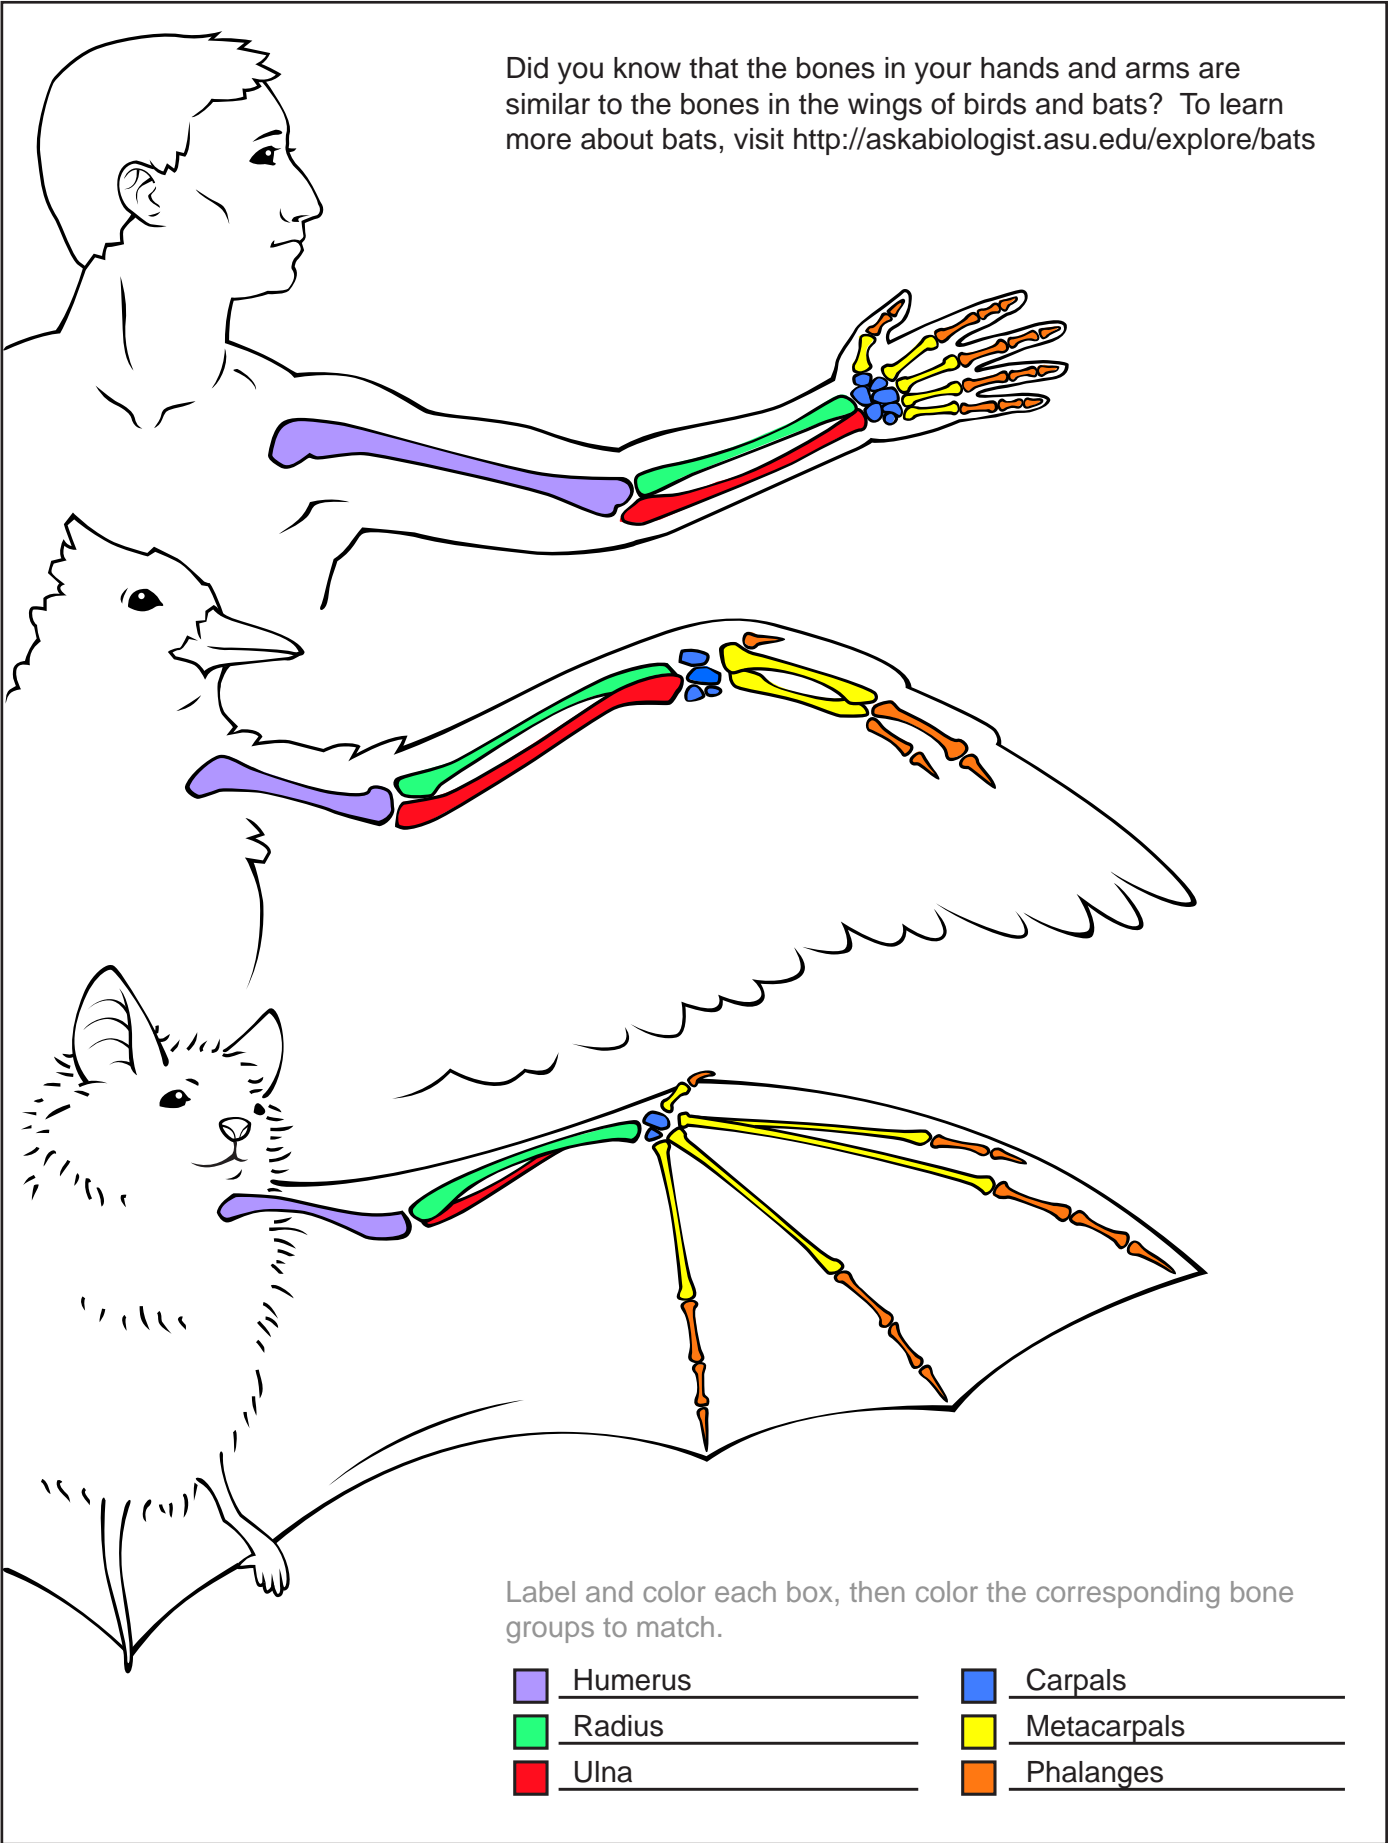 Did you know that the bones in your hands and arms are
similar to the bones in the wings of birds and bats?  To learn
more about bats, visit http://askabiologist.asu.edu/explore/bats
Label and color each box, then color the corresponding bone
groups to match.
Humerus
Carpals
Radius
Metacarpals
Ulna
Phalanges